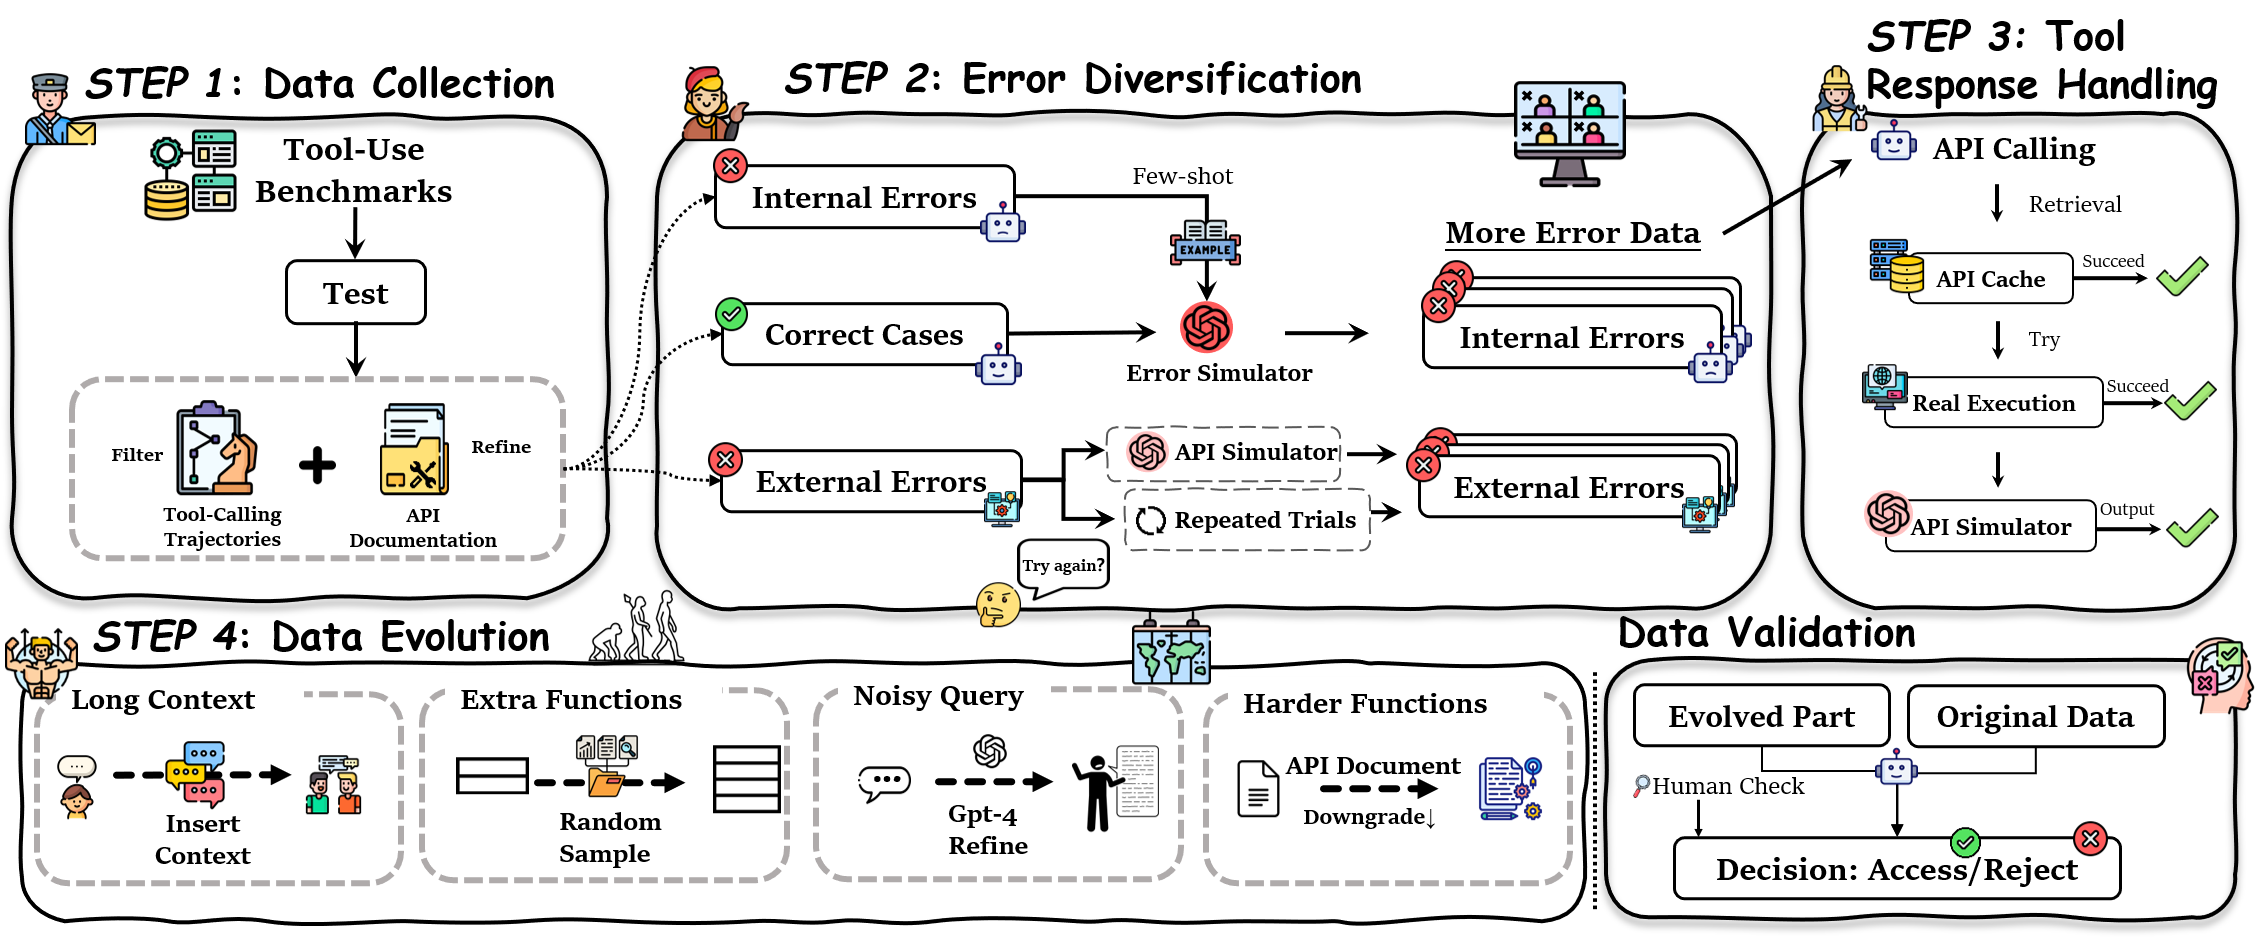 STEP 1: Data Collection
Tool-Use
Benchmarks
Test
Filter
Refine
Tool-Calling
Trajectories
API
Documentation
STEP 2: Error Diversification
Internal Errors
Few-shot
EXAMPLE
Correct Cases
Error Simulator
External Errors
API Simulator
Repeated Trials
Try again?
More Error Data
Internal Errors
External Errors
STEP 3: Tool
Response Handling
API Calling
Retrieval
API Cache
Succeed
Try
Real Execution
Succeed
API Simulator
Output
STEP 4: Data Evolution
Long Context
Insert
Context
Extra Functions
Random
Sample
Noisy Query
Gpt-4
Refine
Harder Functions
API Document
Downgrade↓
Data Validation
Evolved Part
Original Data
Human Check
Decision: Access/Reject